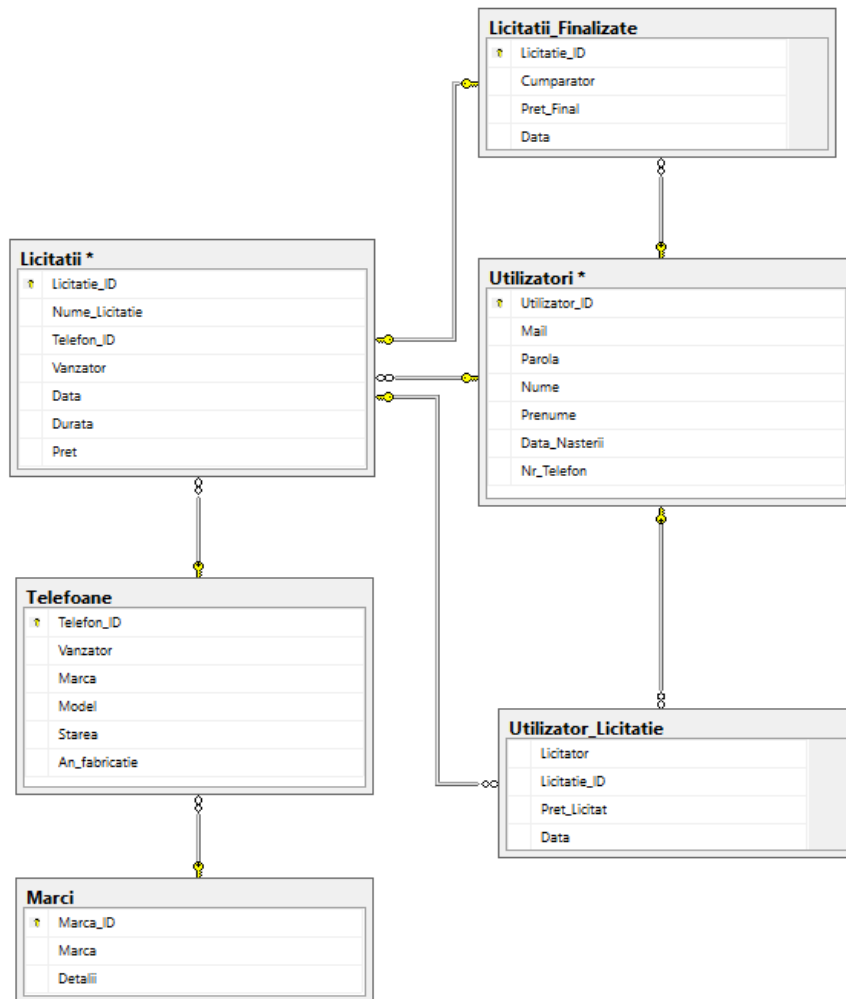 Licitatii_Finalizate
Licitatie_ID
Cumparator
Pret_Final
Data
Licitatii *
Licitatie_ID
Nume_Licitatie
Telefon_ID
Vanzator
Data
Durata
Pret
Utilizatori *
Utilizator_ID
Mail
Parola
Nume
Prenume
Data_Nasterii
Nr_Telefon
Telefoane
Telefon_ID
Vanzator
Marca
Model
Starea
An_fabricatie
Utilizator_Licitatie
Licitator
Licitatie_ID
Pret_Licitat
Data
Marci
Marca_ID
Marca
Detalii